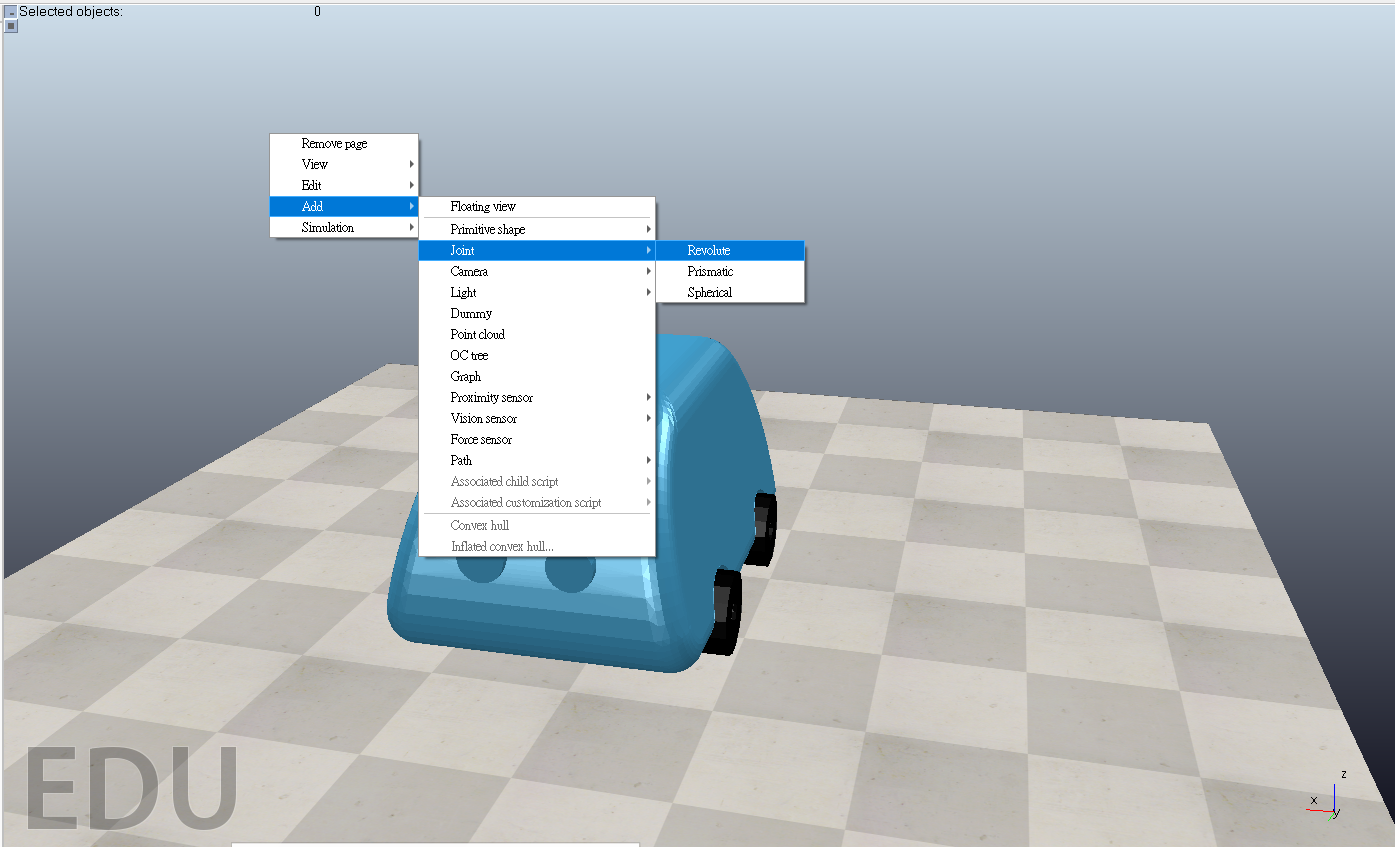 Selected objects: 0
Remove page
View
Edit
Add
Simulation
Floating view
Primitive shape
Joint
Camera
Light
Dummy
Point cloud
OC tree
Graph
Proximity sensor
Vision sensor
Force sensor
Path
Associated child script
Associated customization script
Convex hull
Inflated convex hull...
Revolute
Prismatic
Spherical
EDU
z
x
y